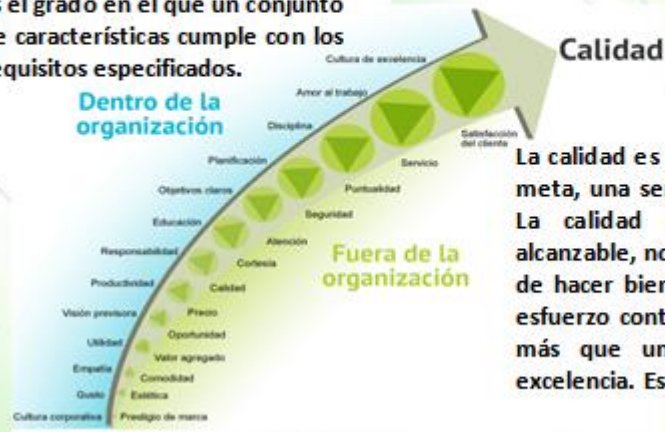 s el grado en el que un conjunto
e características cumple con los
equisitos especificados.
Dentro de la
organización
Cultura de excelencia
Amor al trabajo
Disciplina
Planificación
Objetivos claros
Educación
Responsabilidad
Productividad
Visión previsora
Utilidad
Empatía
Gusto
Cultura corporativa
Calidad
Satisfacción
del cliente
Servicio
Puntualidad
Seguridad
Atención
Cortesía
Calidad
Precio
Oportunidad
Valor agregado
Comodidad
Estética
Prestigio de marca
Fuera de la
organización
La calidad es
meta, una se
La calidad
alcanzable, no
de hacer bien
esfuerzo cont
más que un
excelencia. Es